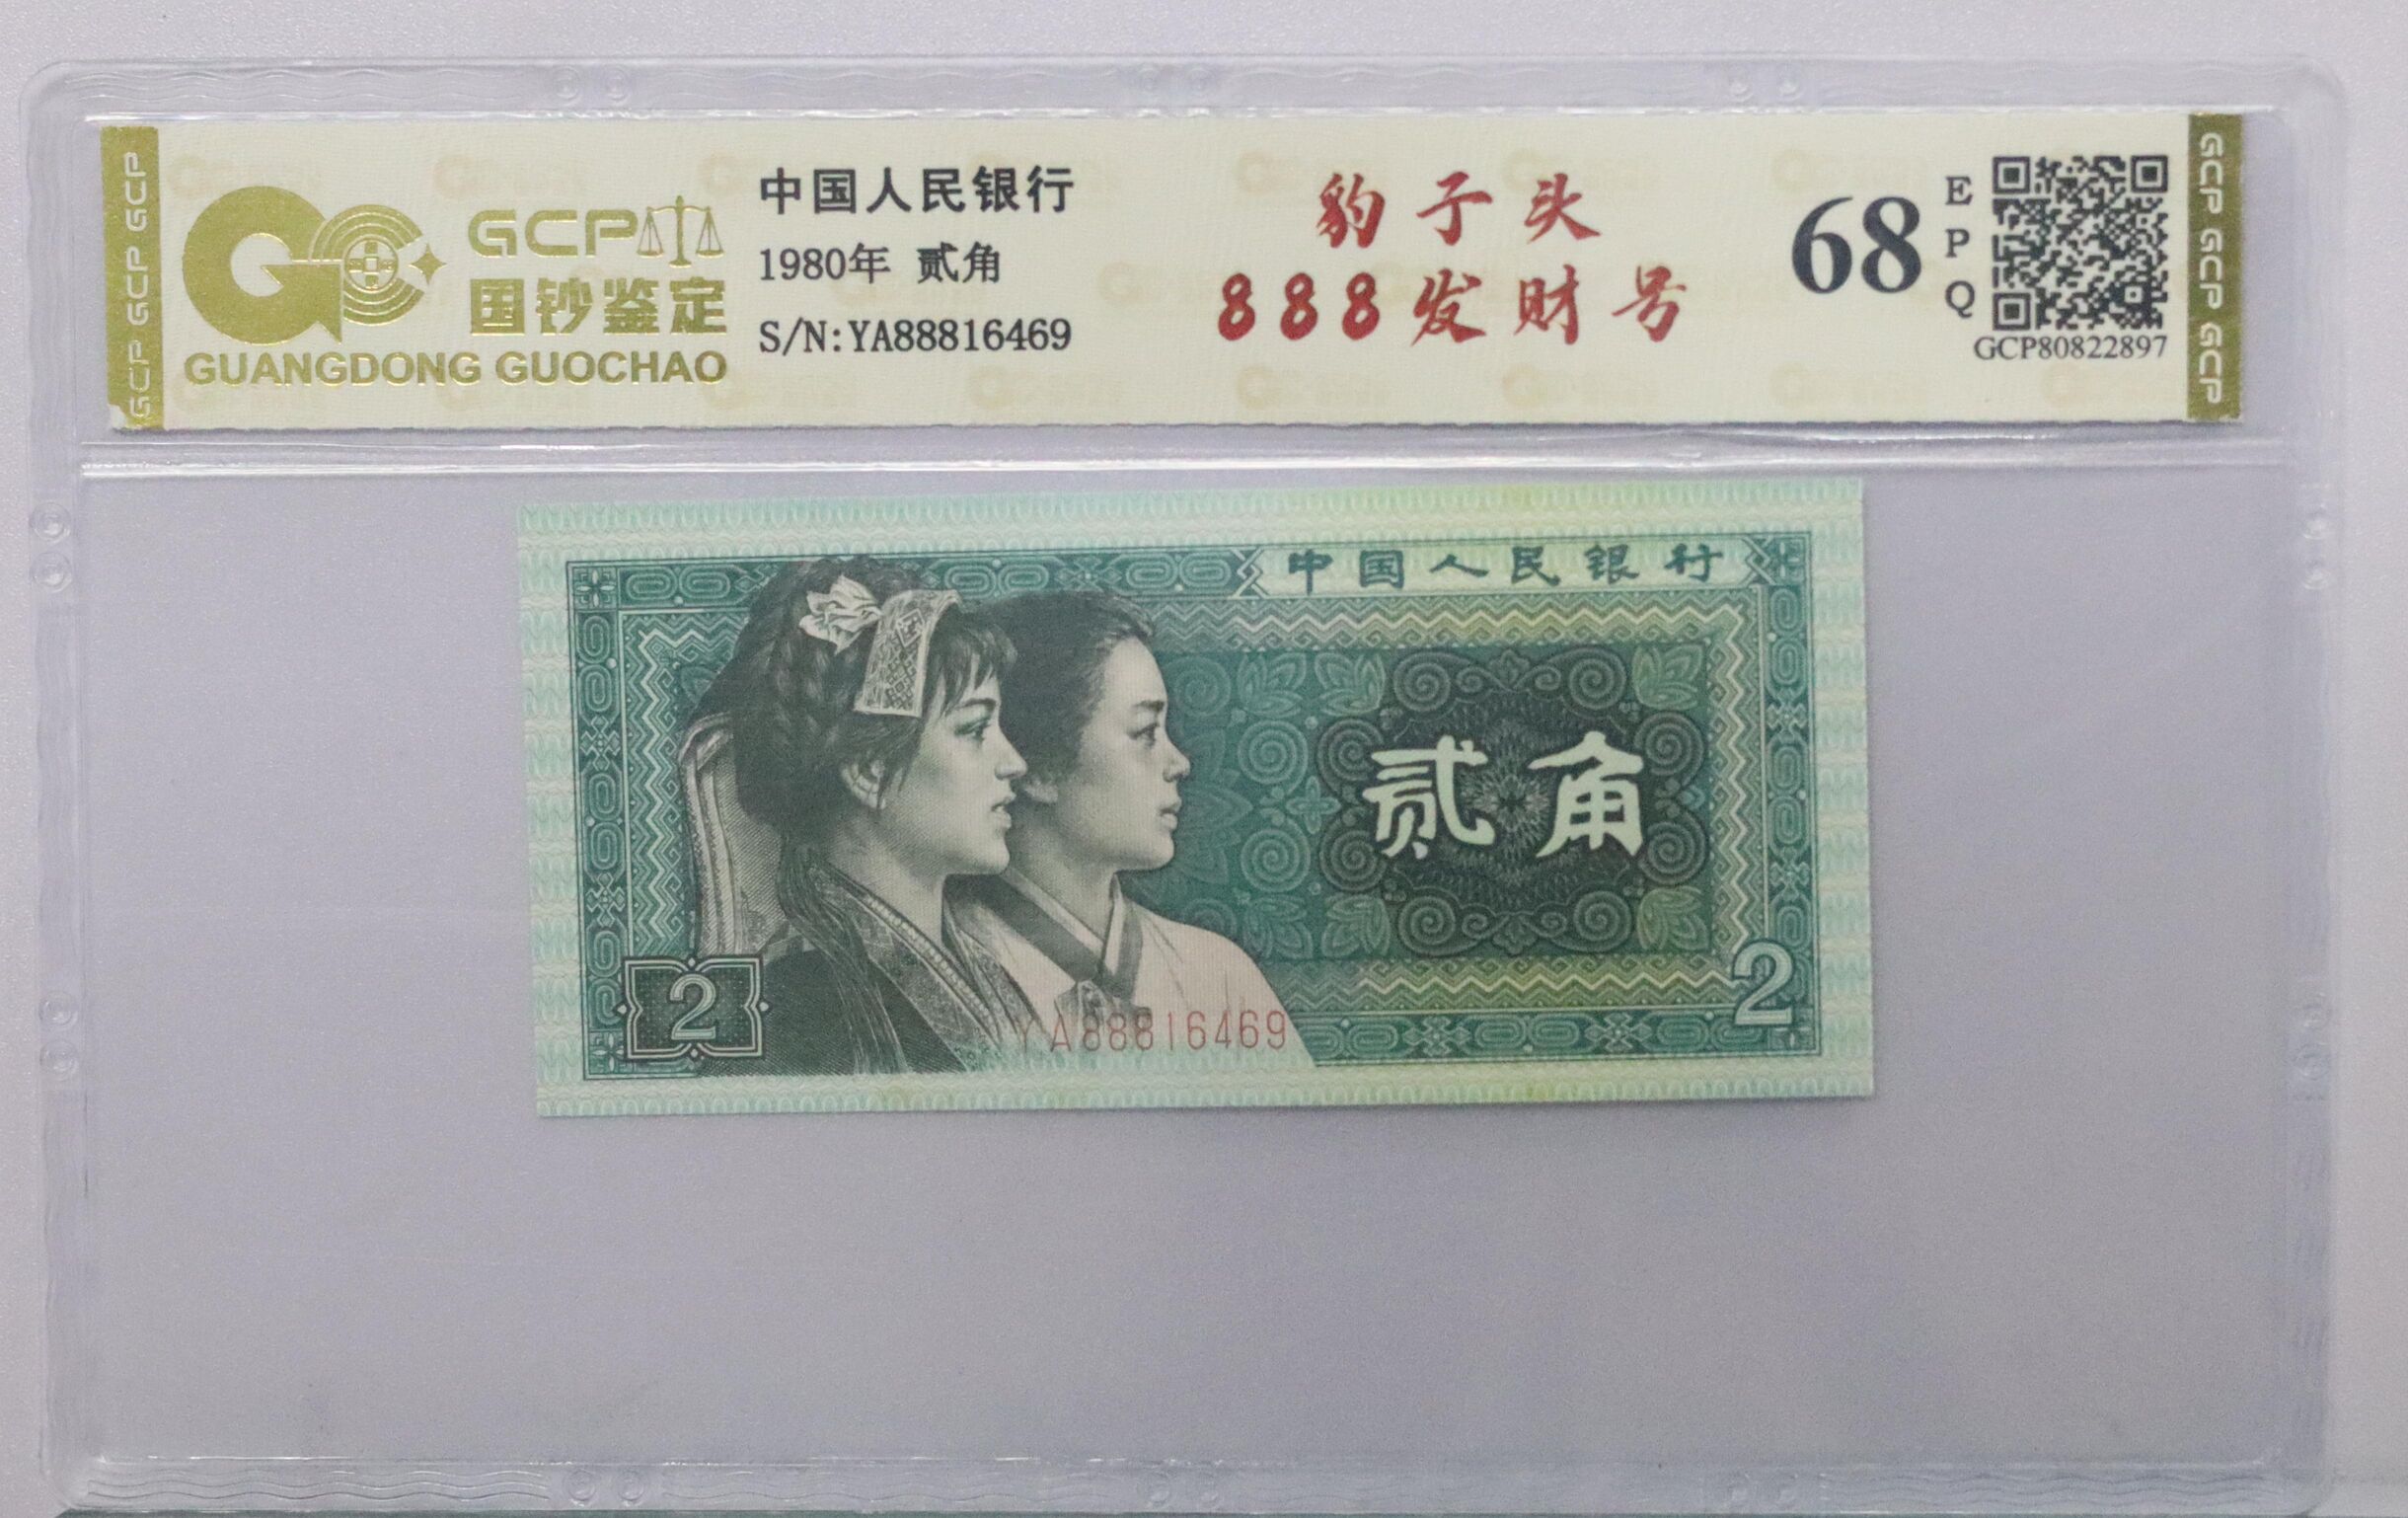 GCP GCP GCP
GCP
国钞鉴定
GUANGDONG GUOCHAO
中国人民银行
1980年 贰角
S/N:YA88816469
豹子头
888发财号
68
EPQ
GCP80822897
GCP GCP GCP
中国人民银行
贰角
2
YA88816469
2